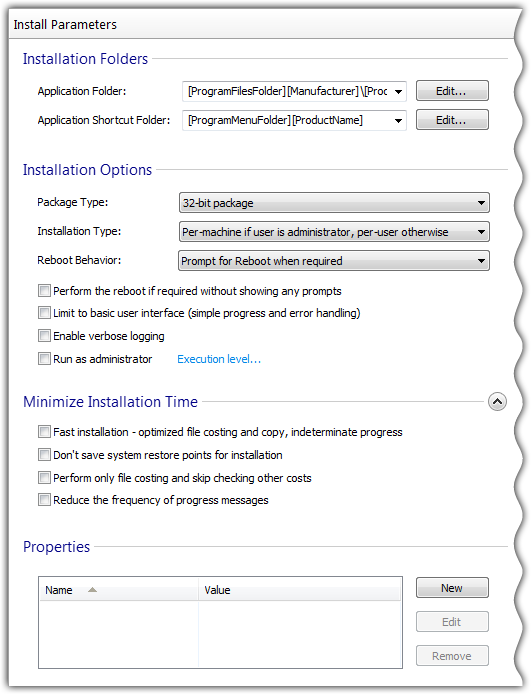 Install Parameters
Installation Folders
Application Folder: [ProgramFilesFolder][Manufacturer]\[Proc Edit...
Application Shortcut Folder: [ProgramMenuFolder][ProductName] Edit...
Installation Options
Package Type: 32-bit package
Installation Type: Per-machine if user is administrator, per-user otherwise
Reboot Behavior: Prompt for Reboot when required
Perform the reboot if required without showing any prompts
Limit to basic user interface (simple progress and error handling)
Enable verbose logging
Run as administrator Execution level...
Minimize Installation Time
Fast installation - optimized file costing and copy, indeterminate progress
Don't save system restore points for installation
Perform only file costing and skip checking other costs
Reduce the frequency of progress messages
Properties
Name Value New
Edit
Remove